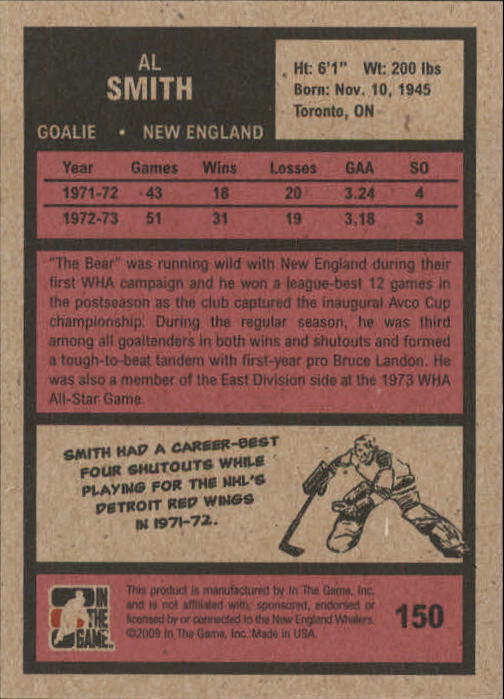 AL
SMITH
GOALIE • NEW ENGLAND
Ht: 6'1" Wt: 200 lbs
Born: Nov. 10, 1945
Toronto, ON
Year Games Wins Losses GAA SO
1971-72 43 18 20 3.24 4
1972-73 51 31 19 3.18 3
"The Bear" was running wild with New England during their
first WHA campaign and he won a league-best 12 games in
the postseason as the club captured the inaugural Avco Cup
championship. During the regular season, he was third
among all goaltenders in both wins and shutouts and formed
a tough-to-beat tandem with first-year pro Bruce Landon. He
was also a member of the East Division side at the 1973 WHA
All-Star Game.
SMITH HAD A CAREER-BEST
FOUR SHUTOUTS WHILE
PLAYING FOR THE NHL'S
DETROIT RED WINGS
IN 1971-72.
IN
THE
GAME
This product is manufactured by In The Game, Inc.
and is not affiliated with, sponsored, endorsed or
licensed by or connected to the New England Whalers.
©2009 In The Game, Inc. Made in USA.
150